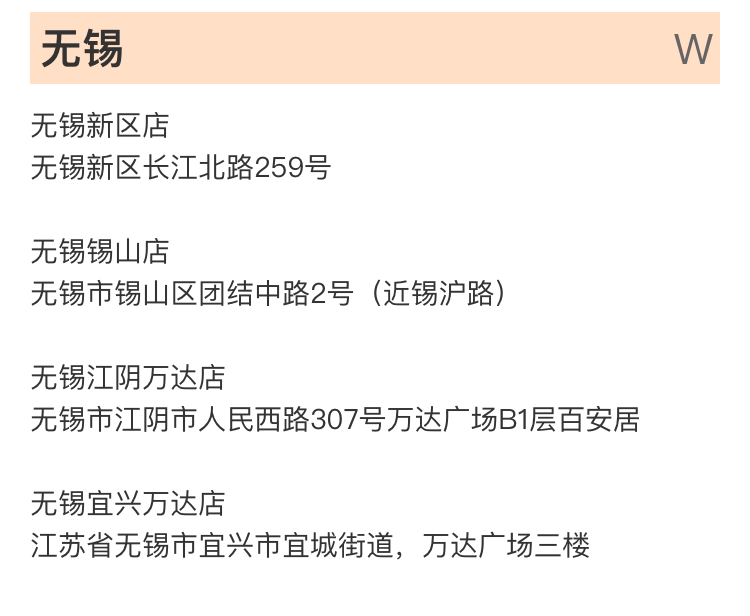 无锡
W
无锡新区店
无锡新区长江北路259号
无锡锡山店
无锡市锡山区团结中路2号（近锡沪路）
无锡江阴万达店
无锡市江阴市人民西路307号万达广场B1层百安居
无锡宜兴万达店
江苏省无锡市宜兴市宜城街道，万达广场三楼